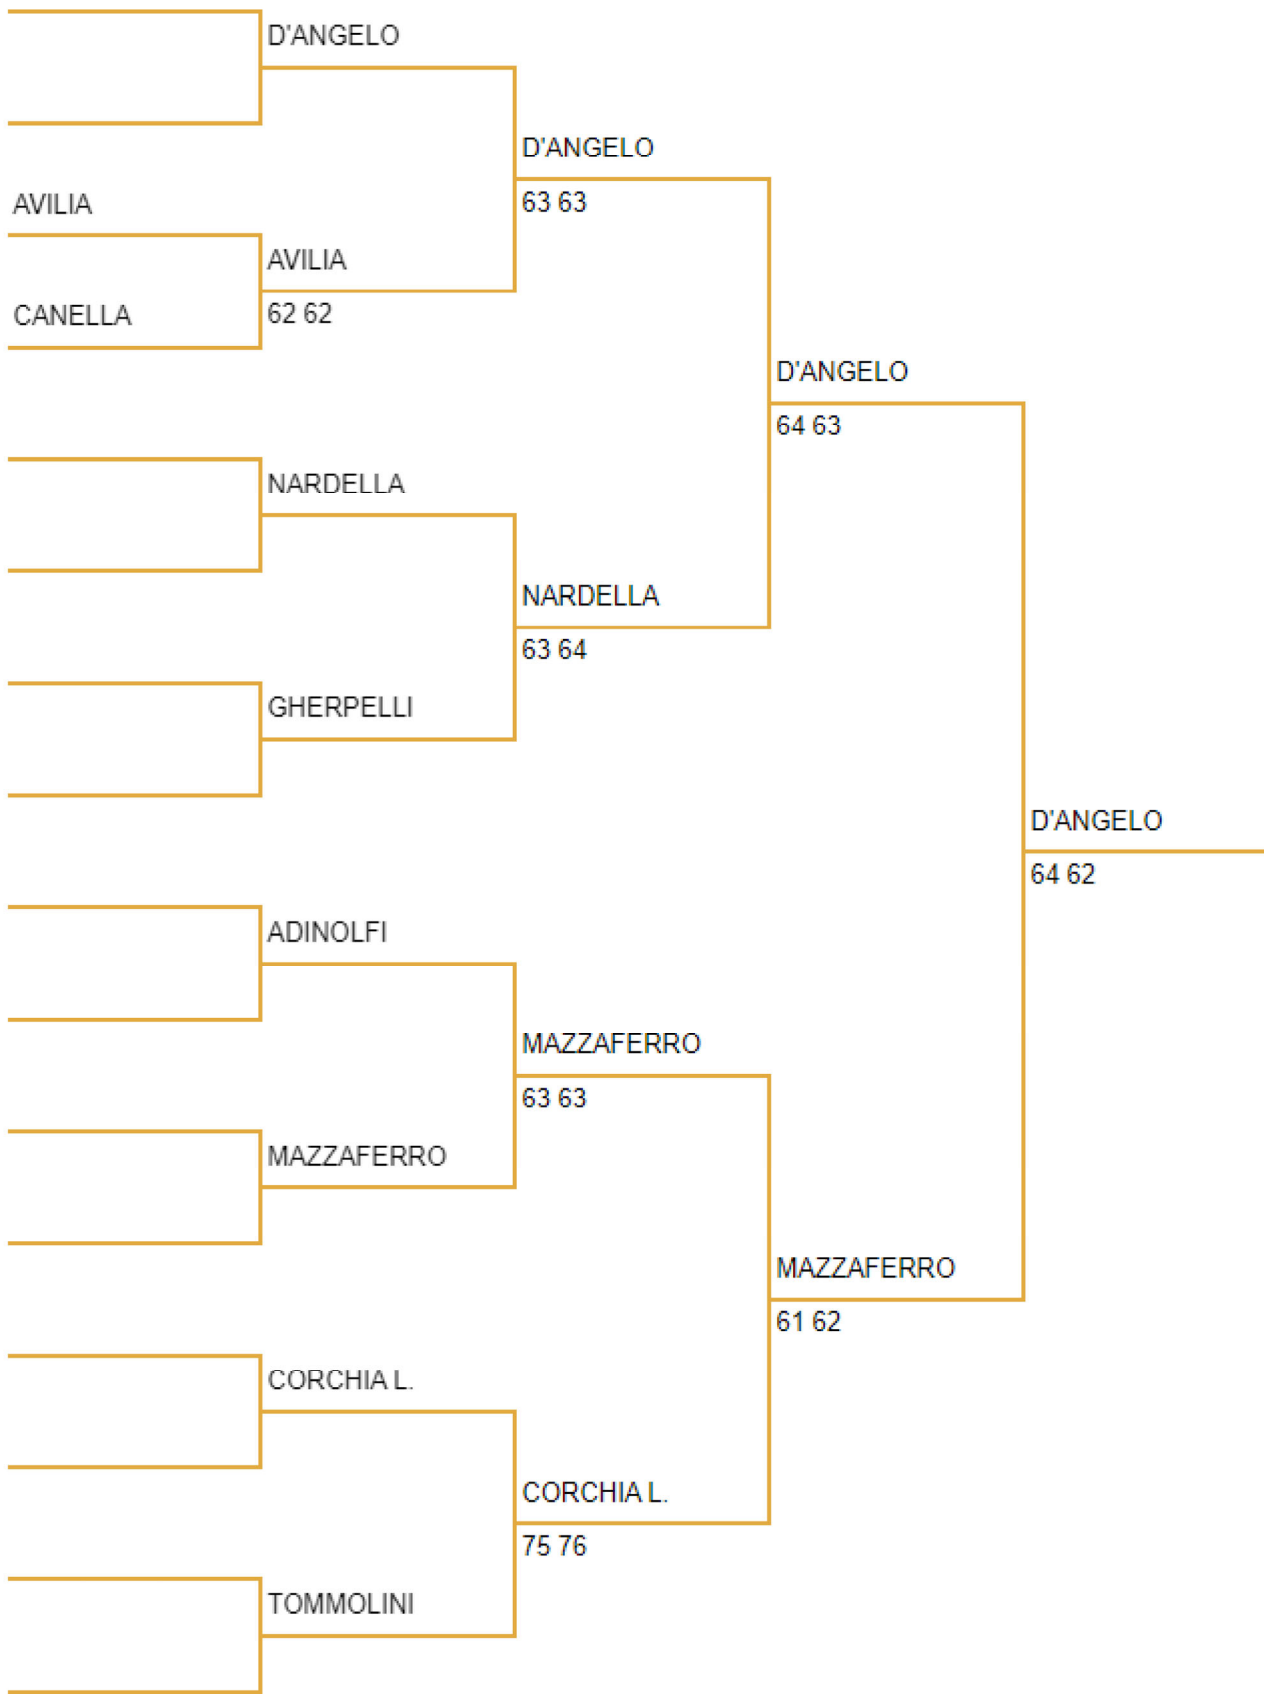 D'ANGELO
D'ANGELO
63 63
AVILIA
AVILIA
CANELLA
62 62
D'ANGELO
64 63
NARDELLA
NARDELLA
63 64
GHERPELLI
D'ANGELO
64 62
ADINOLFI
MAZZAFERRO
63 63
MAZZAFERRO
MAZZAFERRO
61 62
CORCHIA L.
CORCHIA L.
75 76
TOMMOLINI